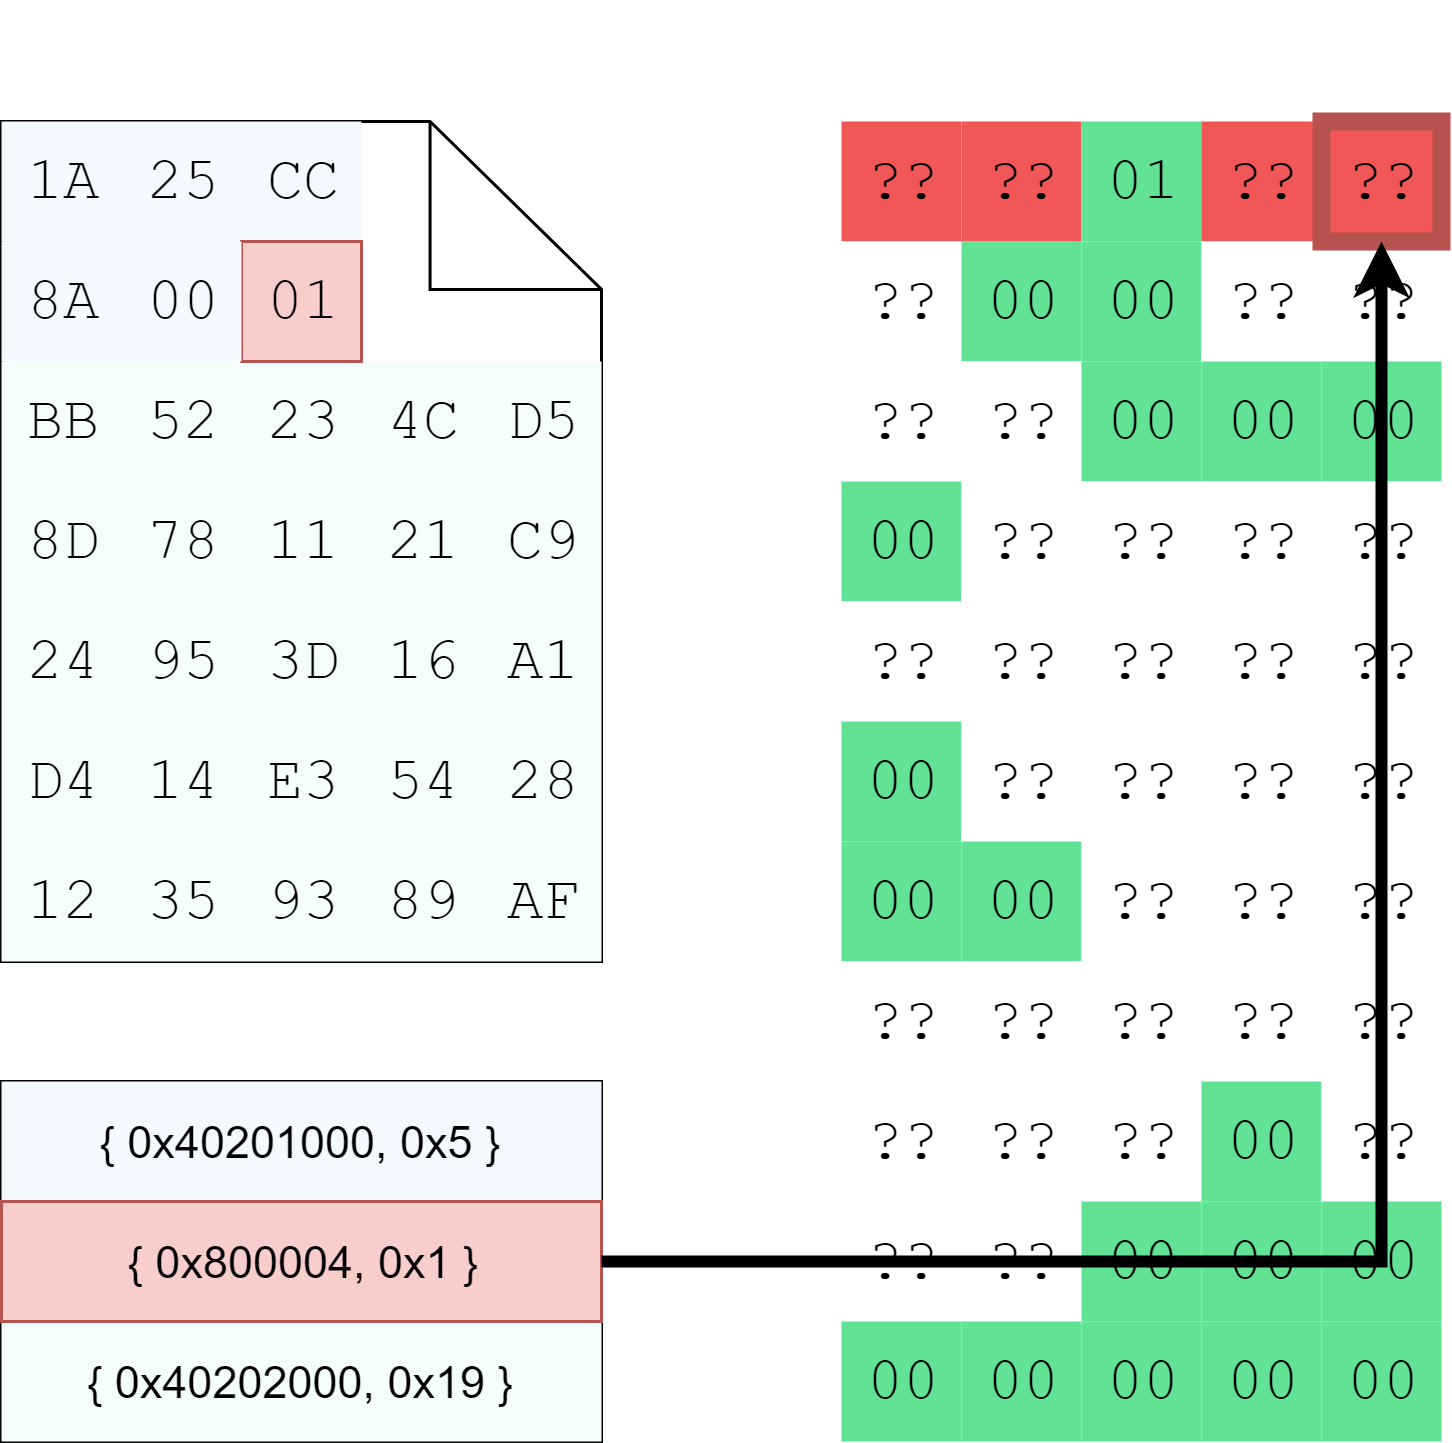 1A 25 CC
8A 00 01
BB 52 23 4C D5
8D 78 11 21 C9
24 95 3D 16 A1
D4 14 E3 54 28
12 35 93 89 AF
{ 0x40201000, 0x5 }
{ 0x800004, 0x1 }
{ 0x40202000, 0x19 }
?? ?? 01 ?? ??
?? 00 00 ?? ??
?? ?? 00 00 00
00 ?? ?? ?? ??
?? ?? ?? ?? ??
00 ?? ?? ?? ??
00 00 ?? ?? ??
?? ?? ?? ?? ??
?? ?? ?? 00 ??
?? ?? 00 00 00
00 00 00 00 00